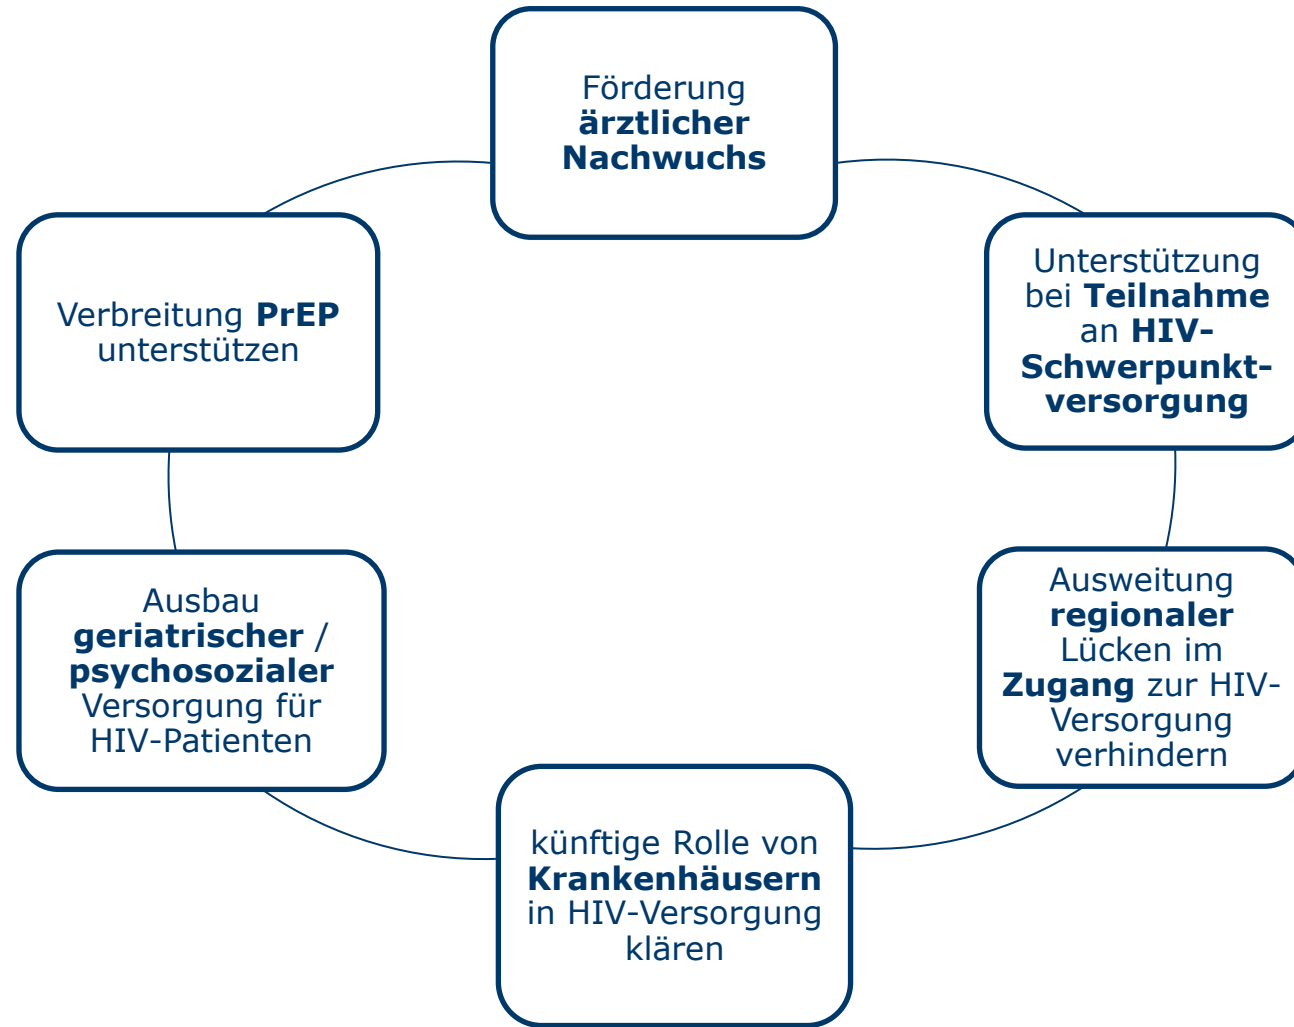 Förderung
ärztlicher
Nachwuchs
Unterstützung
bei Teilnahme
an HIV-
Schwerpunkt-
versorgung
Ausweitung
regionaler
Lücken im
Zugang zur HIV-
Versorgung
verhindern
künftige Rolle von
Krankenhäusern
in HIV-Versorgung
klären
Ausbau
geriatrischer /
psychosozialer
Versorgung für
HIV-Patienten
Verbreitung PrEP
unterstützen